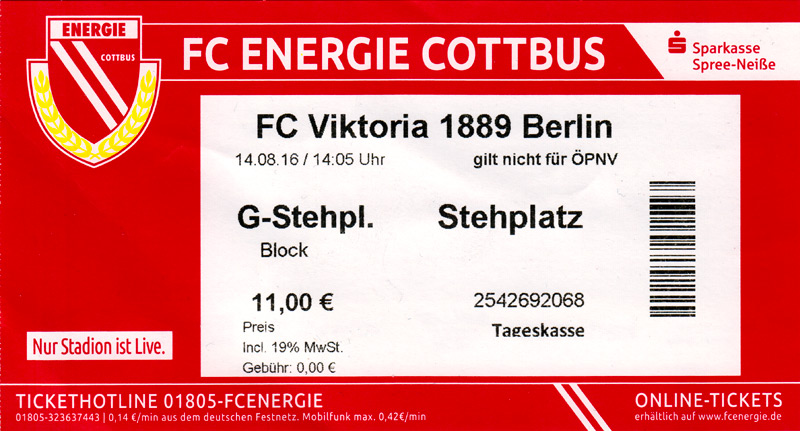 ENERGIE
COTTBUS
FC ENERGIE COTTBUS
Sparkasse
Spree-Neiße
FC Viktoria 1889 Berlin
14.08.16 / 14:05 Uhr
gilt nicht für ÖPNV
G-Stehpl.
Stehplatz
Block
11,00 €
2542692068
Preis
Tageskasse
Incl. 19% MwSt.
Gebühr: 0,00 €
Nur Stadion ist Live.
TICKETHOTLINE 01805-FCENERGIE
01805-323637443 | 0,14 €/min aus dem deutschen Festnetz. Mobilfunk max. 0,42€/min
ONLINE-TICKETS
erhältlich auf www.fcenergie.de